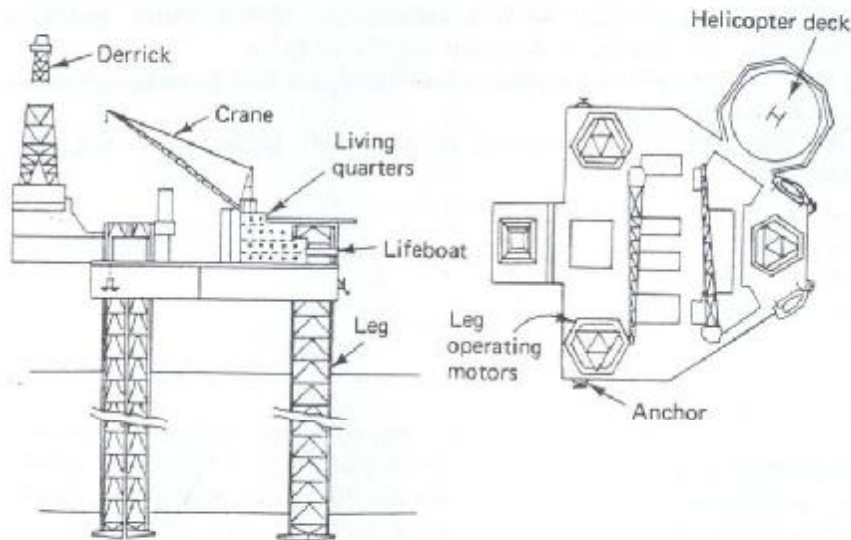 Derrick
Crane
Living
quarters
Lifeboat
Leg
Helicopter deck
Leg
operating
motors
Anchor